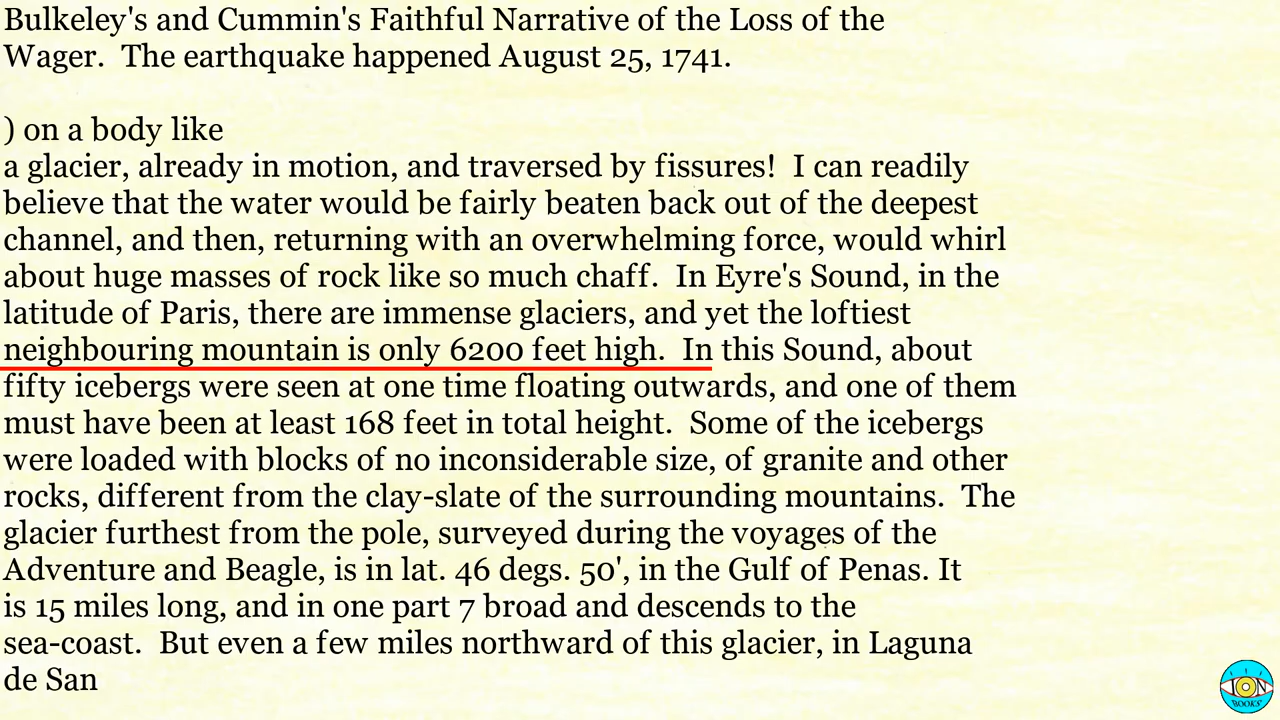 Bulkeley's and Cummin's Faithful Narrative of the Loss of the
Wager.  The earthquake happened August 25, 1741.
) on a body like
a glacier, already in motion, and traversed by fissures!  I can readily
believe that the water would be fairly beaten back out of the deepest
channel, and then, returning with an overwhelming force, would whirl
about huge masses of rock like so much chaff.  In Eyre's Sound, in the
latitude of Paris, there are immense glaciers, and yet the loftiest
neighbouring mountain is only 6200 feet high.  In this Sound, about
fifty icebergs were seen at one time floating outwards, and one of them
must have been at least 168 feet in total height.  Some of the icebergs
were loaded with blocks of no inconsiderable size, of granite and other
rocks, different from the clay-slate of the surrounding mountains.  The
glacier furthest from the pole, surveyed during the voyages of the
Adventure and Beagle, is in lat. 46 degs. 50', in the Gulf of Penas. It
is 15 miles long, and in one part 7 broad and descends to the
sea-coast.  But even a few miles northward of this glacier, in Laguna
de San
ION
BOOKS